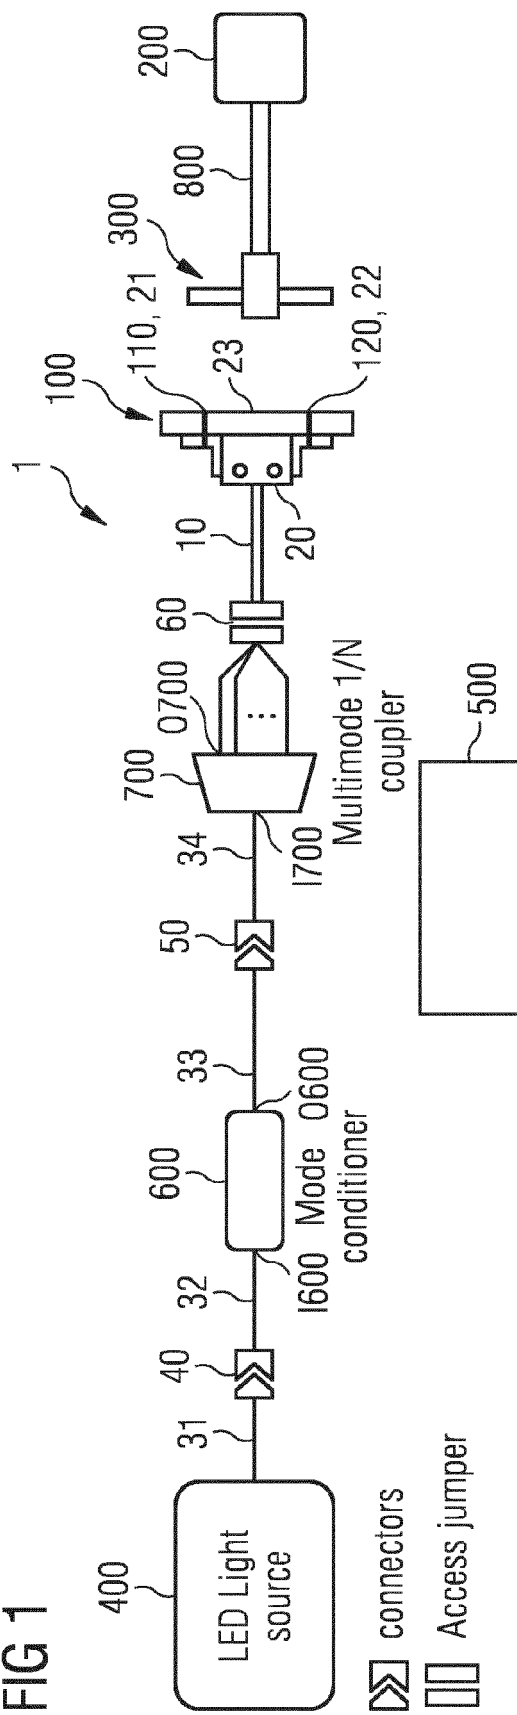 FIG 1
1
400
LED Light
source
31
40
32
I600
600
Mode
conditioner
O600
33
50
34
I700
700
O700
Multimode 1/N
coupler
...
60
10
20
100
110, 21
23
120, 22
300
800
200
500
connectors
Access jumper